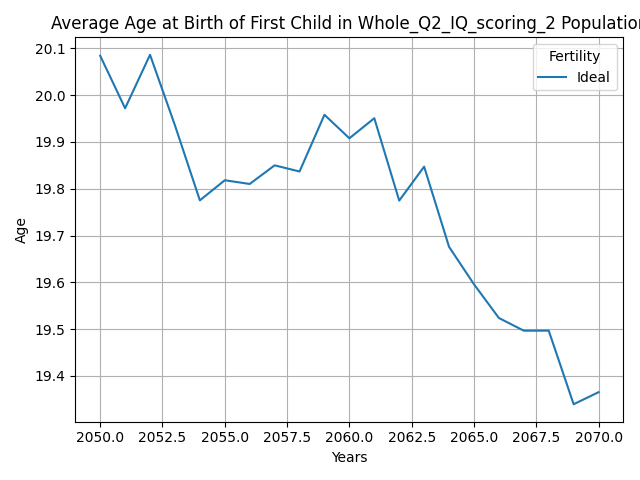 Average Age at Birth of First Child in Whole_Q2_IQ_scoring_2 Population
Fertility
Ideal
20.1
20.0
19.9
19.8
19.7
19.6
19.5
19.4
Age
2050.0 2052.5 2055.0 2057.5 2060.0 2062.5 2065.0 2067.5 2070.0
Years